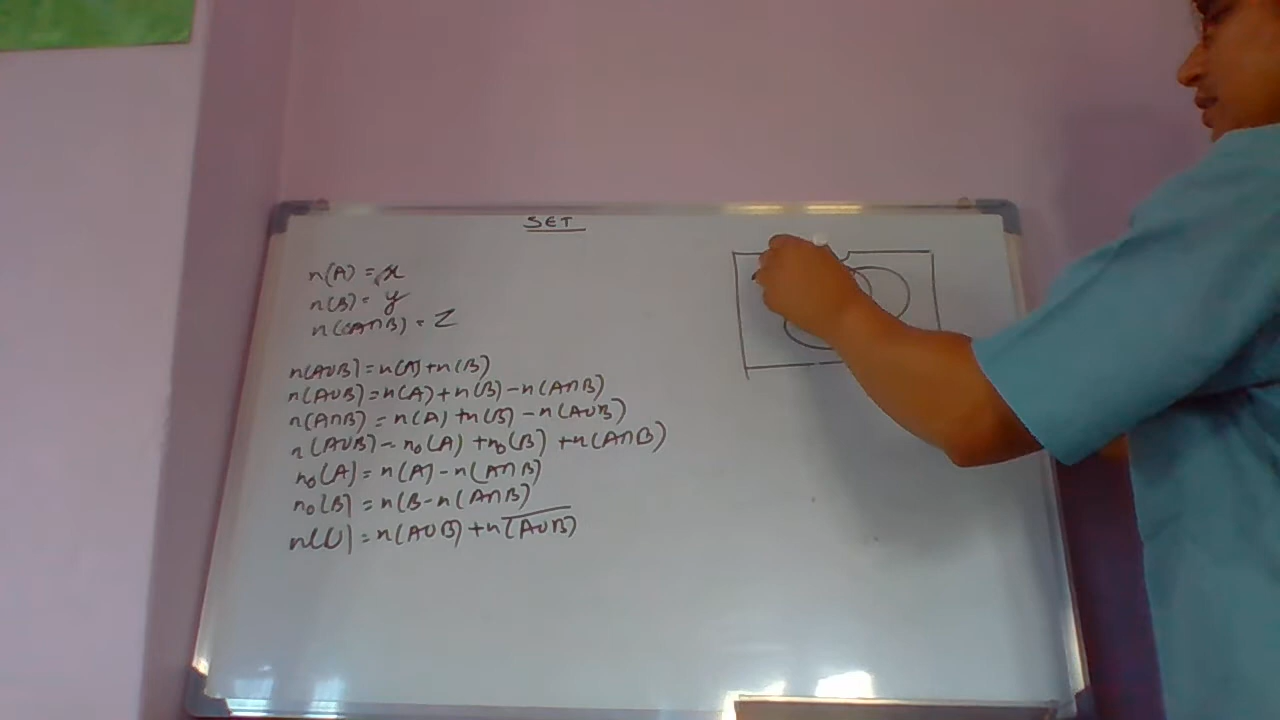 SET
n(A) = x
n(B) = y
n(A∩B) = Z
n(A∪B) = n(A) + n(B)
n(A∪B) = n(A) + n(B) - n(A∩B)
n(A∩B) = n(A) + n(B) - n(A∪B)
n(A∪B) = n₀(A) + n₀(B) + n(A∩B)
n₀(A) = n(A) - n(A∩B)
n₀(B) = n(B - n(A∩B)
n(U) = n(A∪B) + n(A∪B)̅